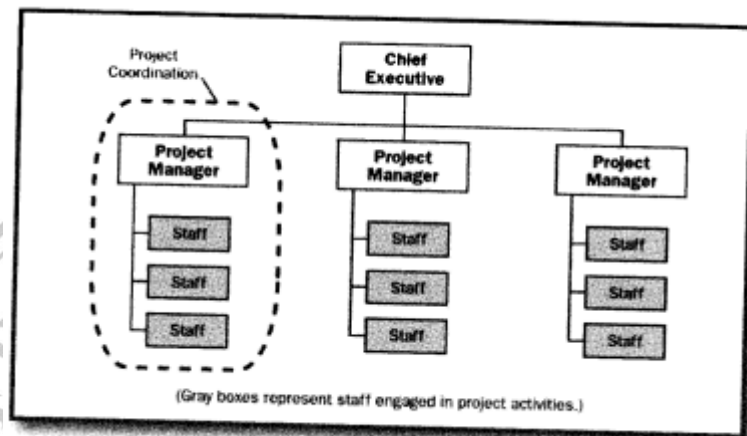 Project
Coordination
Chief
Executive
Project
Manager
Project
Manager
Project
Manager
Staff
Staff
Staff
Staff
Staff
Staff
Staff
Staff
Staff
(Gray boxes represent staff engaged in project activities.)